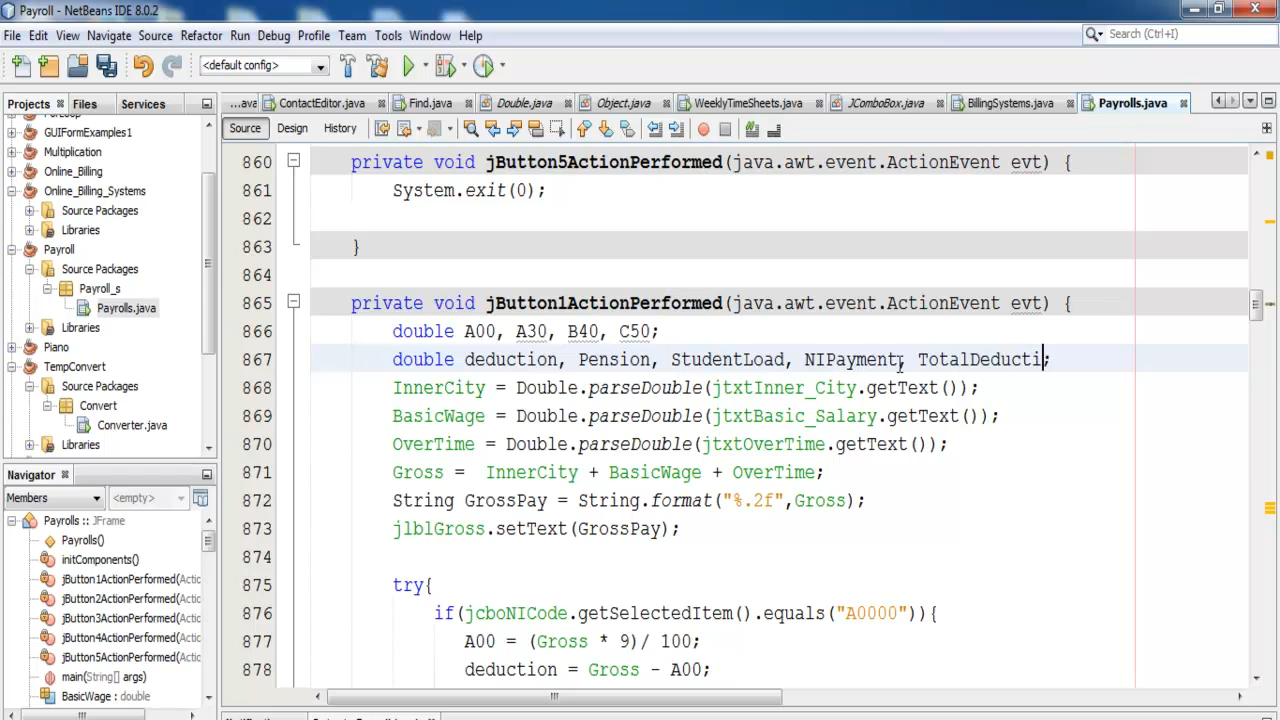 Payroll - NetBeans IDE 8.0.2
File Edit View Navigate Source Refactor Run Debug Profile Team Tools Window Help
Search (Ctrl+I)
<default config>
Projects Files Services
...ava ContactEditor.java Find.java Double.java Object.java WeeklyTimeSheets.java JComboBox.java BillingSystems.java Payrolls.java
Source Design History
GUIFormExamples1
Multiplication
Online_Billing
Online_Billing_Systems
Source Packages
Libraries
Payroll
Source Packages
Payroll_s
Payrolls.java
Libraries
Piano
TempConvert
Source Packages
Convert
Converter.java
Libraries
Navigator
Members <empty>
Payrolls :: JFrame
Payrolls()
initComponents()
jButton1ActionPerformed(Actic
jButton2ActionPerformed(Actic
jButton3ActionPerformed(Actic
jButton4ActionPerformed(Actic
jButton5ActionPerformed(Actic
main(String[] args)
BasicWage : double
860 private void jButton5ActionPerformed(java.awt.event.ActionEvent evt) {
861 System.exit(0);
862
863 }
864
865 private void jButton1ActionPerformed(java.awt.event.ActionEvent evt) {
866 double A00, A30, B40, C50;
867 double deduction, Pension, StudentLoad, NIPayment, TotalDeducti;
868 InnerCity = Double.parseDouble(jtxtInner_City.getText());
869 BasicWage = Double.parseDouble(jtxtBasic_Salary.getText());
870 OverTime = Double.parseDouble(jtxtOverTime.getText());
871 Gross = InnerCity + BasicWage + OverTime;
872 String GrossPay = String.format("%.2f",Gross);
873 jlblGross.setText(GrossPay);
874
875 try{
876 if(jcboNICode.getSelectedItem().equals("A0000")){
877 A00 = (Gross * 9)/ 100;
878 deduction = Gross - A00;